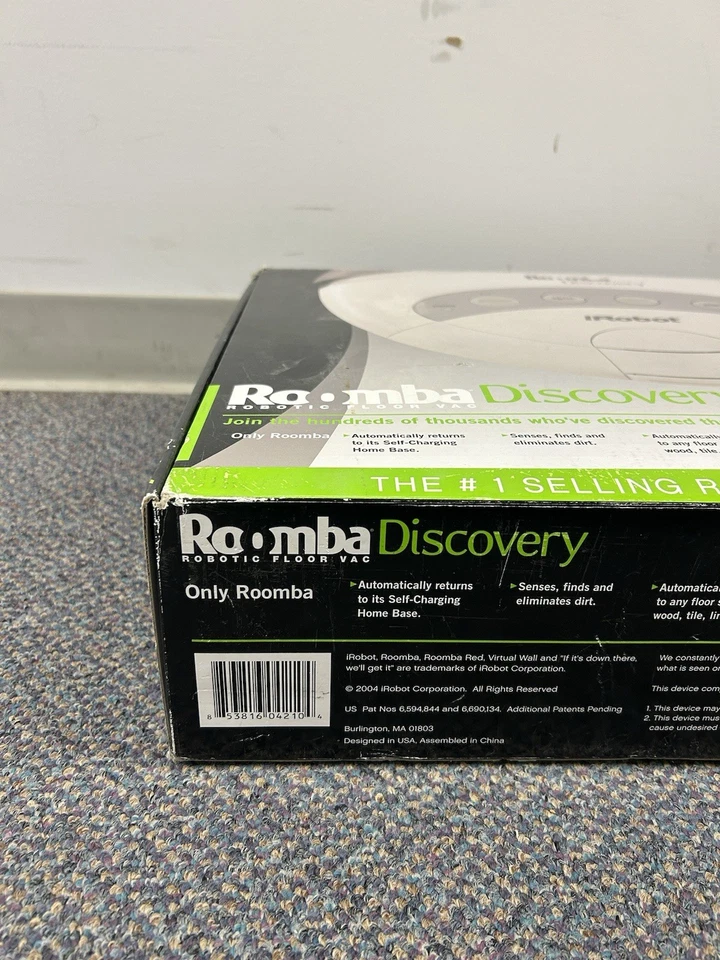 iRobot
Roomba Discovery
ROBOTIC FLOOR VAC
Join the hundreds of thousands who've discovered th
Only Roomba
►Automatically returns
to its Self-Charging
Home Base.
►Senses, finds and
eliminates dirt.
►Automatically
to any floor
wood, tile
THE #1 SELLING R
Roomba Discovery
ROBOTIC FLOOR VAC
Only Roomba
►Automatically returns
to its Self-Charging
Home Base.
►Senses, finds and
eliminates dirt.
►Automatica
to any floor s
wood, tile, lin
iRobot, Roomba, Roomba Red, Virtual Wall and "If it's down there,
we'll get it" are trademarks of iRobot Corporation.
© 2004 iRobot Corporation. All Rights Reserved
US Pat Nos 6,594,844 and 6,690,134. Additional Patents Pending
Burlington, MA 01803
Designed in USA, Assembled in China
We constantly
what is seen or
This device com
1. This device may
2. This device mus
cause undesired
8 53816 04210 4